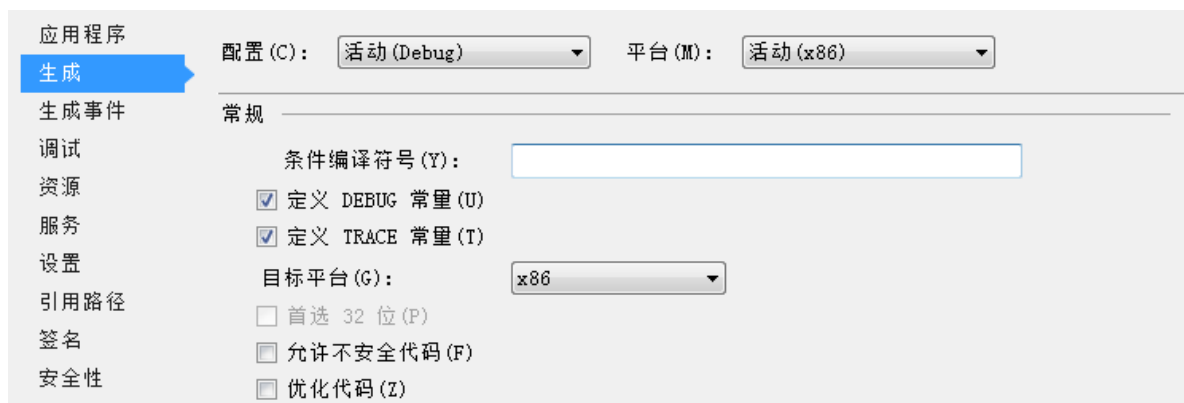 应用程序
生成
生成事件
调试
资源
服务
设置
引用路径
签名
安全性
配置(C): 活动(Debug) 平台(M): 活动(x86)
常规
条件编译符号(Y):
定义 DEBUG 常量(U)
定义 TRACE 常量(T)
目标平台(G): x86
首选 32 位(P)
允许不安全代码(F)
优化代码(Z)